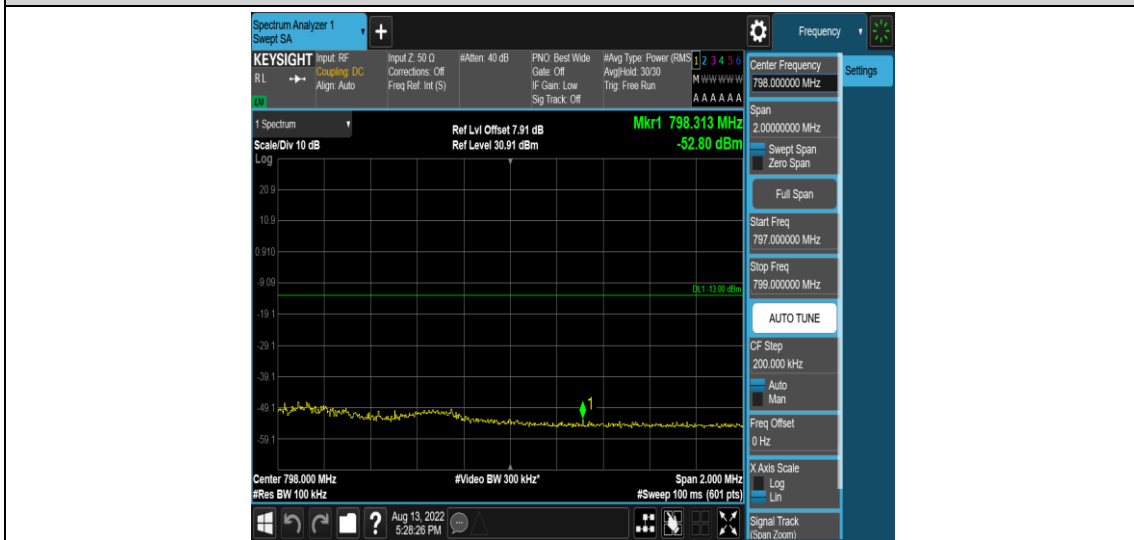 Spectrum Analyzer 1
Swept SA
+
Frequency
KEYSIGHT
RL
LXI
Input: RF
Coupling: DC
Align: Auto
Input Z: 50 Ω
Corrections: Off
Freq Ref: Int (S)
#Atten: 40 dB
PNO: Best Wide
Gate: Off
IF Gain: Low
Sig Track: Off
#Avg Type: Power (RMS
Avg|Hold: 30/30
Trig: Free Run
1 2 3 4 5 6
M W W W W W
A A A A A A
Center Frequency
798.000000 MHz
Settings
1 Spectrum
Ref Lvl Offset 7.91 dB
Mkr1 798.313 MHz
Scale/Div 10 dB
Ref Level 30.91 dBm
-52.80 dBm
Log
20.9
10.9
0.910
-9.09
DL1 -13.00 dBm
-19.1
-29.1
-39.1
-49.1
1
-59.1
Center 798.000 MHz
#Video BW 300 kHz*
Span 2.000 MHz
#Res BW 100 kHz
#Sweep 100 ms (601 pts)
Span
2.00000000 MHz
Swept Span
Zero Span
Full Span
Start Freq
797.000000 MHz
Stop Freq
799.000000 MHz
AUTO TUNE
CF Step
200.000 kHz
Auto
Man
Freq Offset
0 Hz
X Axis Scale
Log
Lin
Signal Track
(Span Zoom)
?
Aug 13, 2022
5:28:26 PM